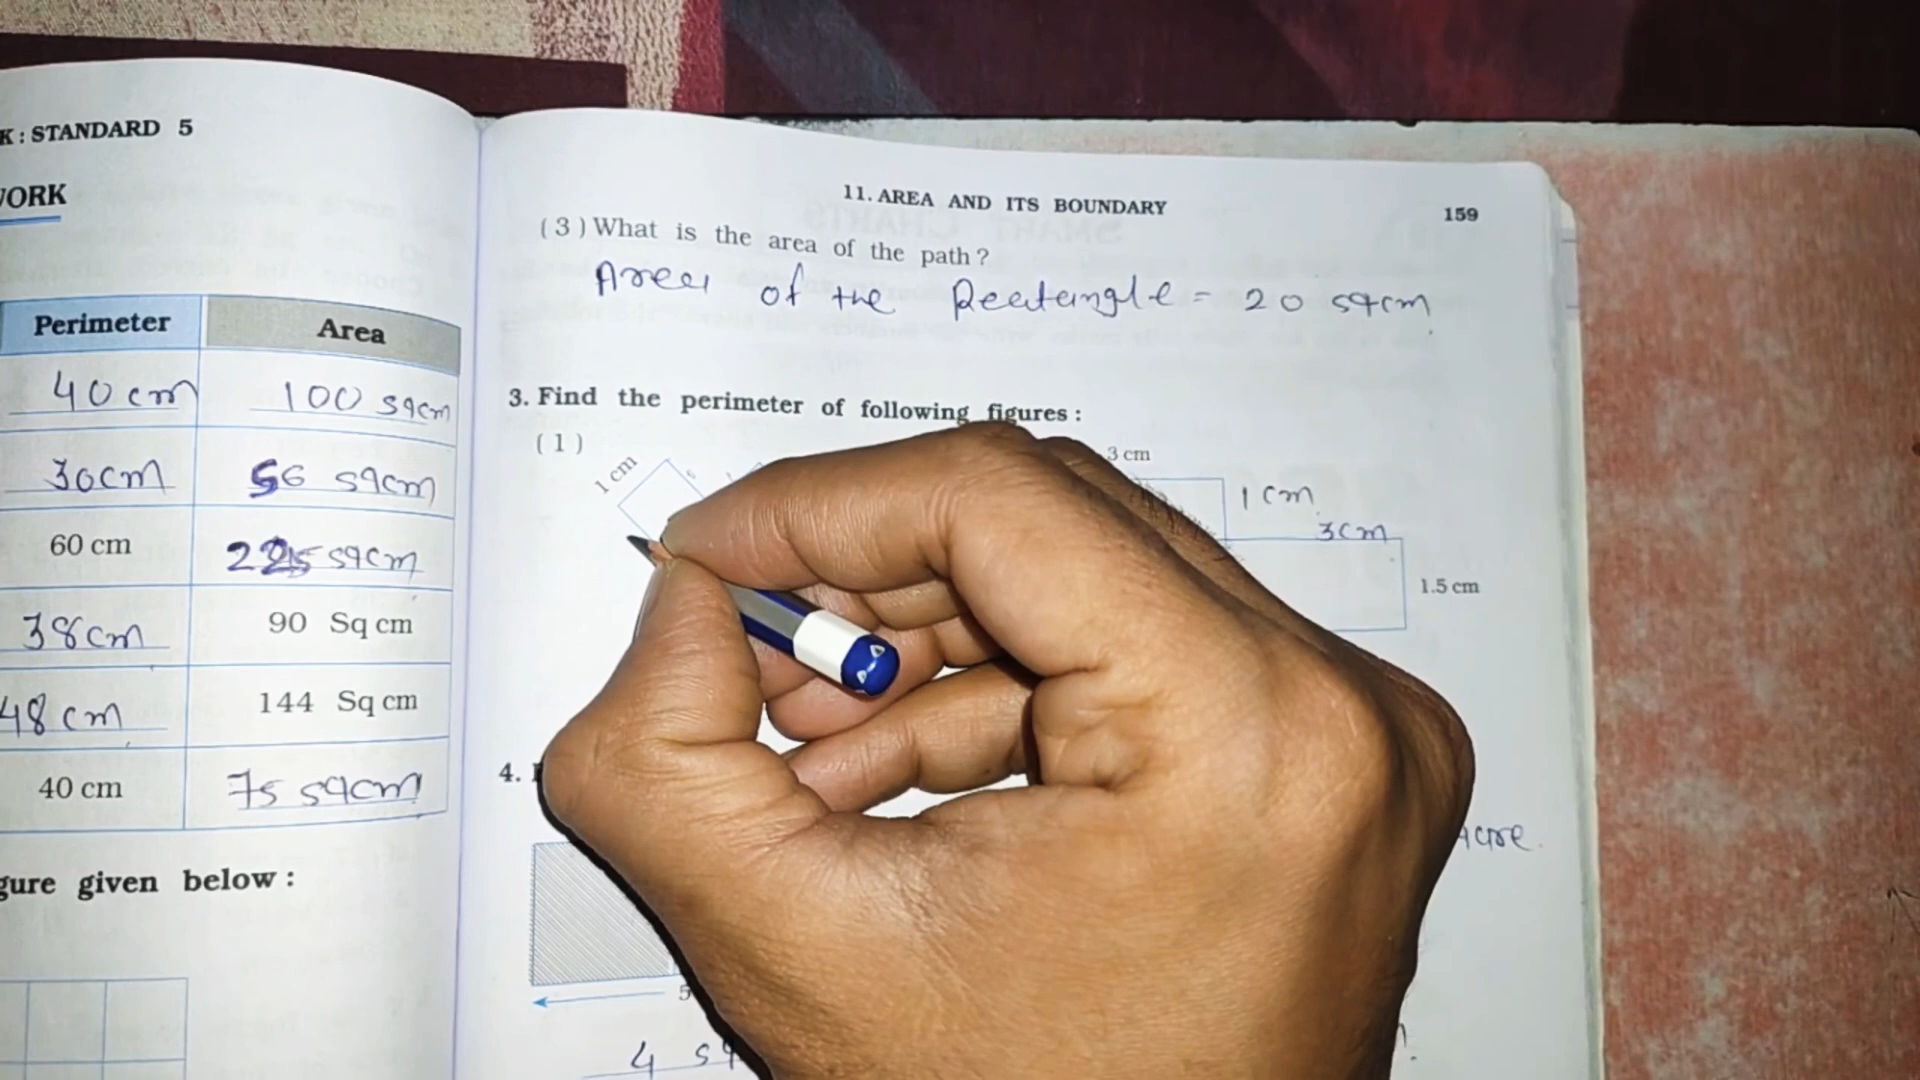 K : STANDARD 5
WORK
Perimeter Area
40 cm 100 sqcm
30cm 56 sqcm
60 cm 225 sqcm
38cm 90 Sq cm
48 cm 144 Sq cm
40 cm 75 sqcm
gure given below :
11. AREA AND ITS BOUNDARY 159
(3) What is the area of the path?
Area of the Rectangle = 20 sqcm
3. Find the perimeter of following figures :
(1)
1 cm
3 cm
1 cm
3cm
1.5 cm
4.
5
4 sq